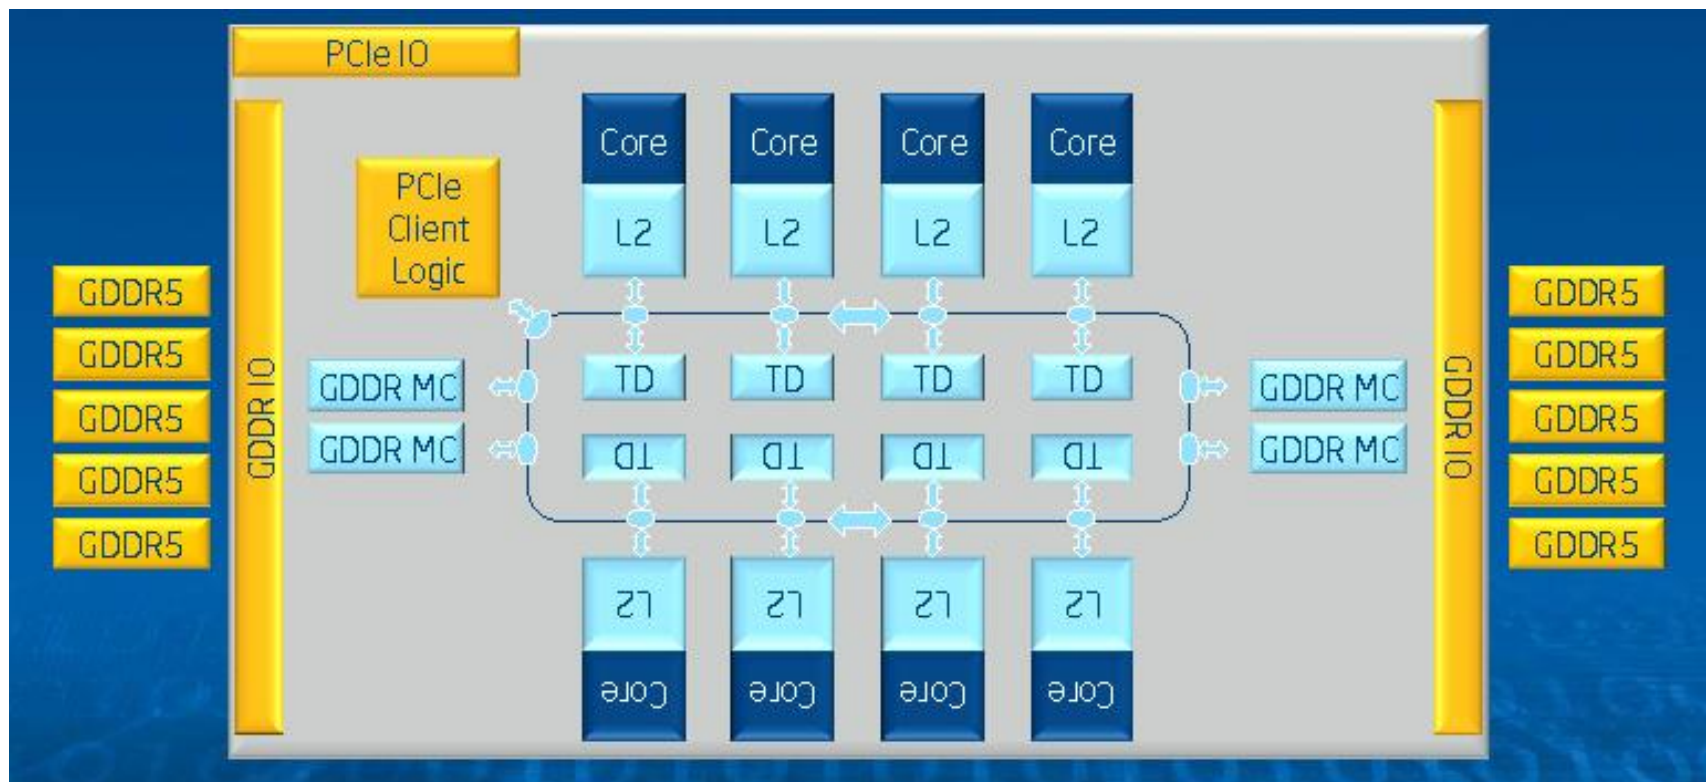 PCIe IO
Core
Core
Core
Core
PCIe
Client
Logic
L2
L2
L2
L2
GDDR5
GDDR5
GDDR5
GDDR5
GDDR5
GDDR IO
GDDR MC
GDDR MC
TD
TD
TD
TD
TD
TD
TD
TD
GDDR MC
GDDR MC
GDDR IO
GDDR5
GDDR5
GDDR5
GDDR5
GDDR5
L2
L2
L2
L2
Core
Core
Core
Core